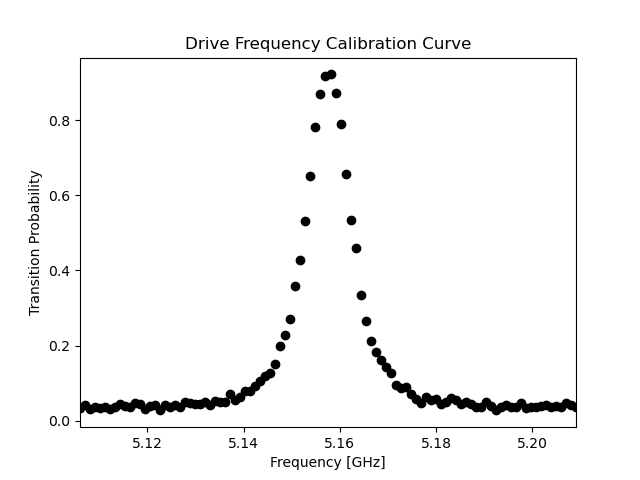 Drive Frequency Calibration Curve
Transition Probability
0.8
0.6
0.4
0.2
0.0
5.12 5.14 5.16 5.18 5.20
Frequency [GHz]